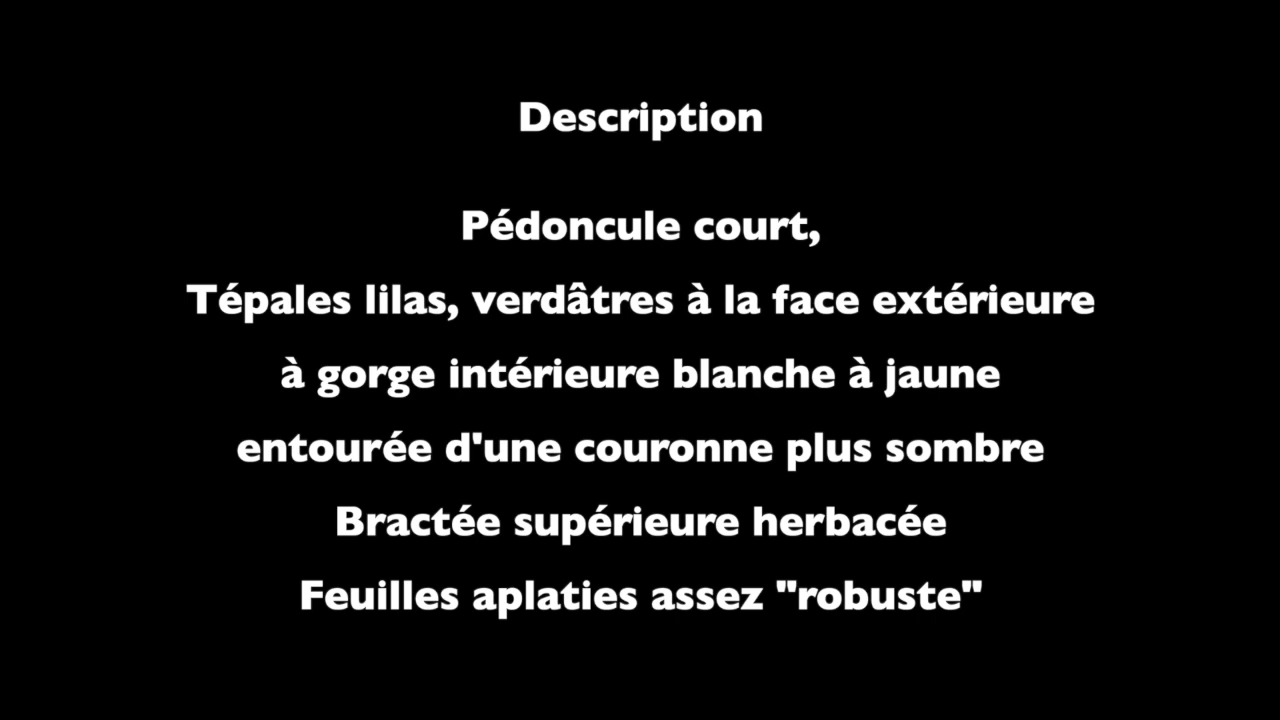 Description
Pédoncule court,
Tépales lilas, verdâtres à la face extérieure
à gorge intérieure blanche à jaune
entourée d'une couronne plus sombre
Bractée supérieure herbacée
Feuilles aplaties assez "robuste"